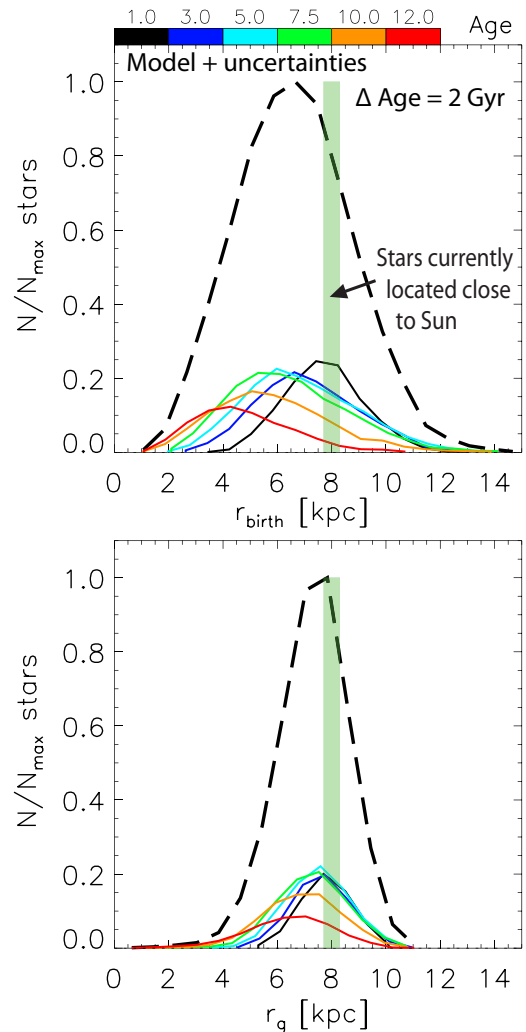 1.0 3.0 5.0 7.5 10.0 12.0 Age
Model + uncertainties
Δ Age = 2 Gyr
1.0
0.8
0.6
0.4
0.2
0.0
N/N_max stars
Stars currently
located close
to Sun
0 2 4 6 8 10 12 14
r_birth [kpc]
1.0
0.8
0.6
0.4
0.2
0.0
N/N_max stars
0 2 4 6 8 10 12 14
r_g [kpc]